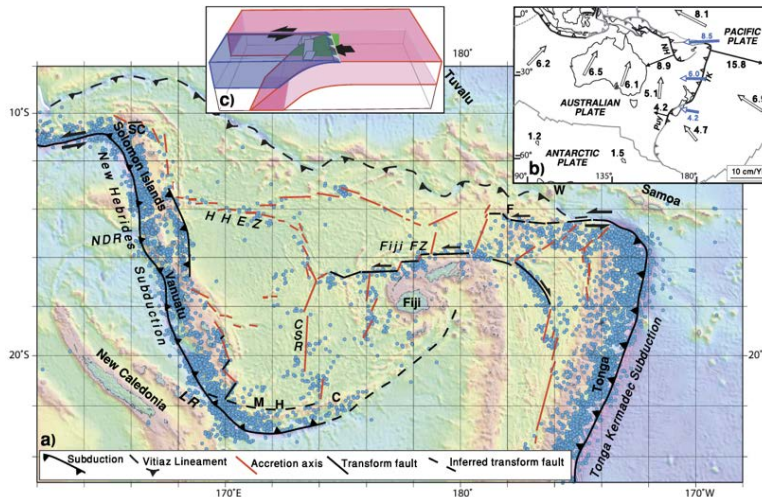 c)
180°
Tuvalu
8.1
PACIFIC
PLATE
0°
8.5
NH
6.2
8.9
15.8
-30°
6.5
6.0
K
6.1
5.1
AUSTRALIAN
PLATE
4.2
4.2
Puy
4.7
1.2
1.5
-60°
ANTARCTIC
PLATE
b)
135°
180°
10 cm/Yr
10°S
SC
Solomon Islands
New Hebrides
Subduction
HHEZ
NDR
Vanuatu
Fiji FZ
F
W
Samoa
Fiji
CSR
20°S
New Caledonia
LR
M H C
Tonga
Tonga Kermadec Subduction
a)
Subduction
Vitiaz Lineament
Accretion axis
Transform fault
Inferred transform fault
170°E
180°
170°W